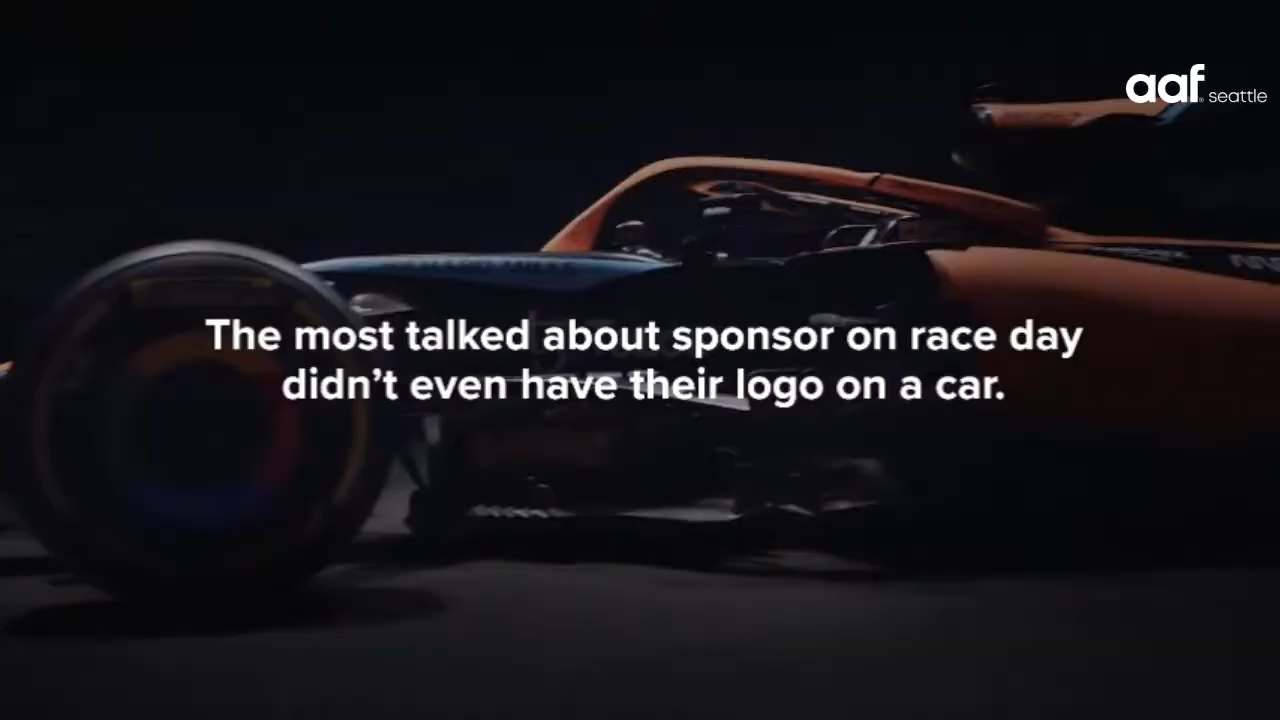 aaf seattle
The most talked about sponsor on race day
didn't even have their logo on a car.